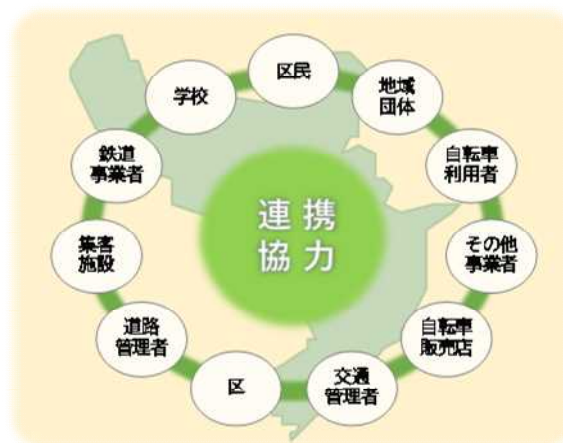 区民
地域
団体
自転車
利用者
その他
事業者
自転車
販売店
交通
管理者
区
道路
管理者
集客
施設
鉄道
事業者
学校
連携
協力